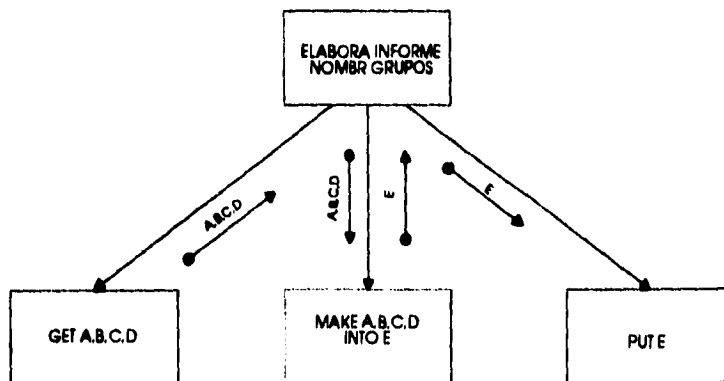 ELABORA INFORME
NOMBR GRUPOS
A.B.C.D
A.B.C.D
E
E
GET A.B.C.D
MAKE A.B.C.D
INTO E
PUT E